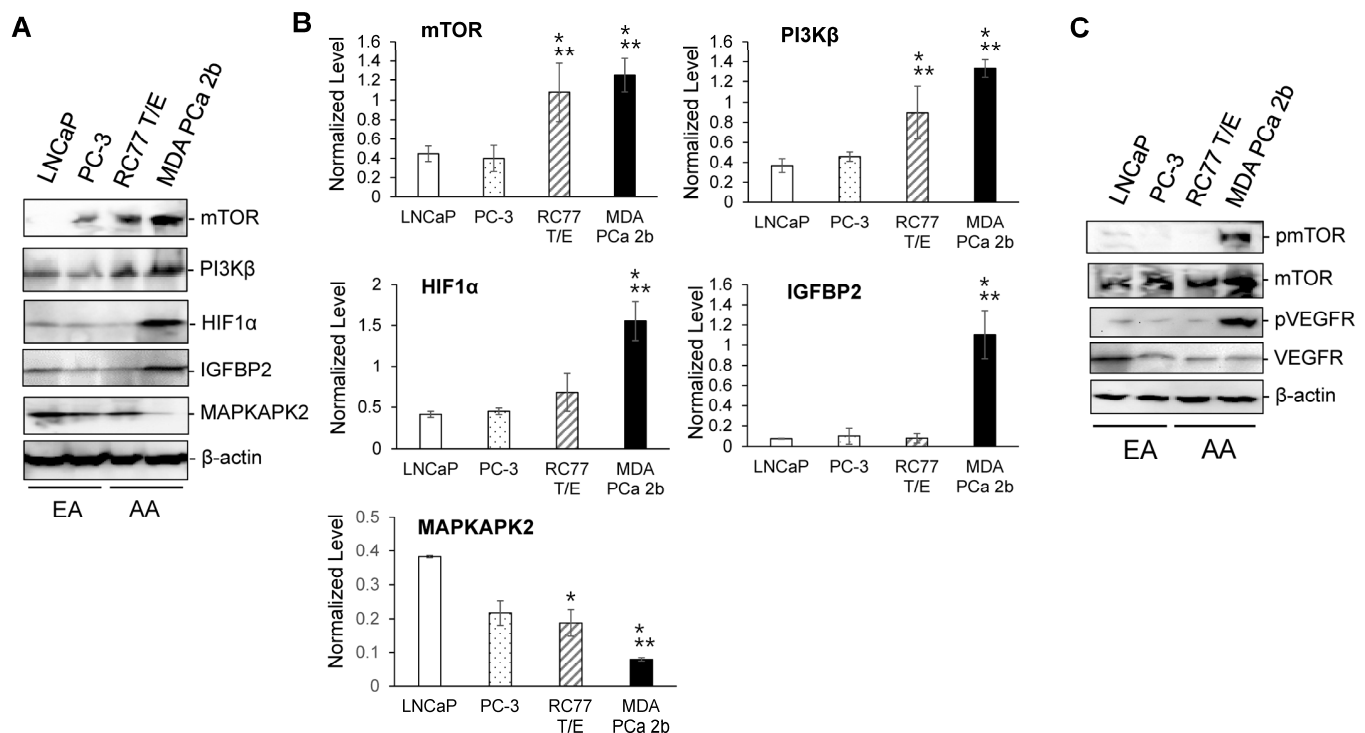 A
LNCaP
PC-3
RC77 T/E
MDA PCa 2b
mTOR
PI3Kβ
HIF1α
IGFBP2
MAPKAPK2
β-actin
EA AA
B
mTOR
Normalized Level
1.6
1.4
1.2
1
0.8
0.6
0.4
0.2
0
*
**
*
**
LNCaP PC-3 RC77 MDA
T/E PCa 2b
PI3Kβ
Normalized Level
1.6
1.4
1.2
1
0.8
0.6
0.4
0.2
0
*
**
*
**
LNCaP PC-3 RC77 MDA
T/E PCa 2b
HIF1α
Normalized Level
2
1.5
1
0.5
0
*
**
LNCaP PC-3 RC77 MDA
T/E PCa 2b
IGFBP2
Normalized Level
1.6
1.4
1.2
1
0.8
0.6
0.4
0.2
0
*
**
LNCaP PC-3 RC77 MDA
T/E PCa 2b
MAPKAPK2
Normalized Level
0.5
0.4
0.3
0.2
0.1
0
*
*
**
LNCaP PC-3 RC77 MDA
T/E PCa 2b
C
LNCaP
PC-3
RC77 T/E
MDA PCa 2b
pmTOR
mTOR
pVEGFR
VEGFR
β-actin
EA AA